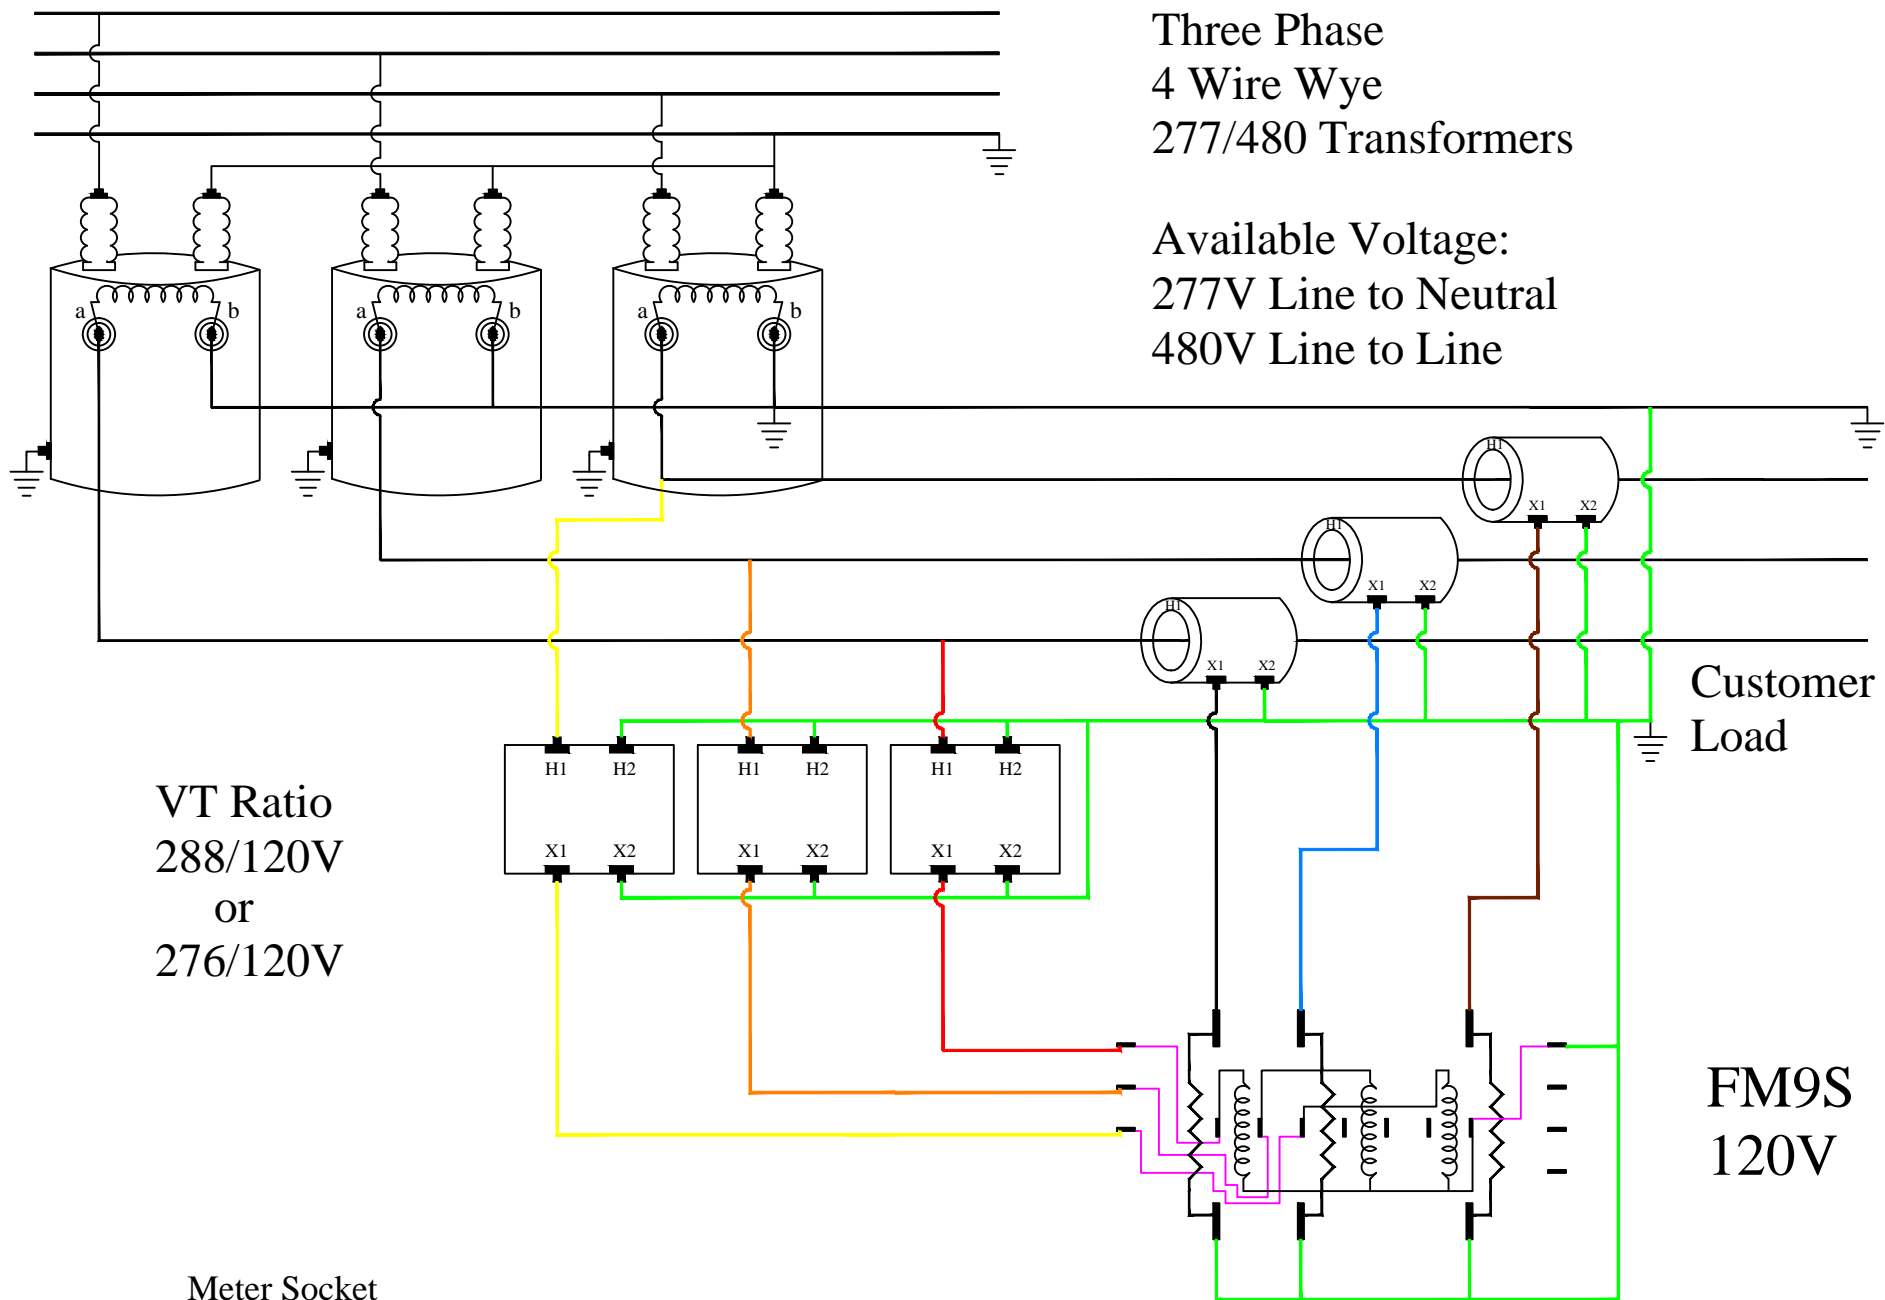 Three Phase
4 Wire Wye
277/480 Transformers
Available Voltage:
277V Line to Neutral
480V Line to Line
a b a b a b
H1
X1 X2
H1
X1 X2
H1
X1 X2
Customer
Load
H1 H2 H1 H2 H1 H2
X1 X2 X1 X2 X1 X2
VT Ratio
288/120V
or
276/120V
FM9S
120V
Meter Socket